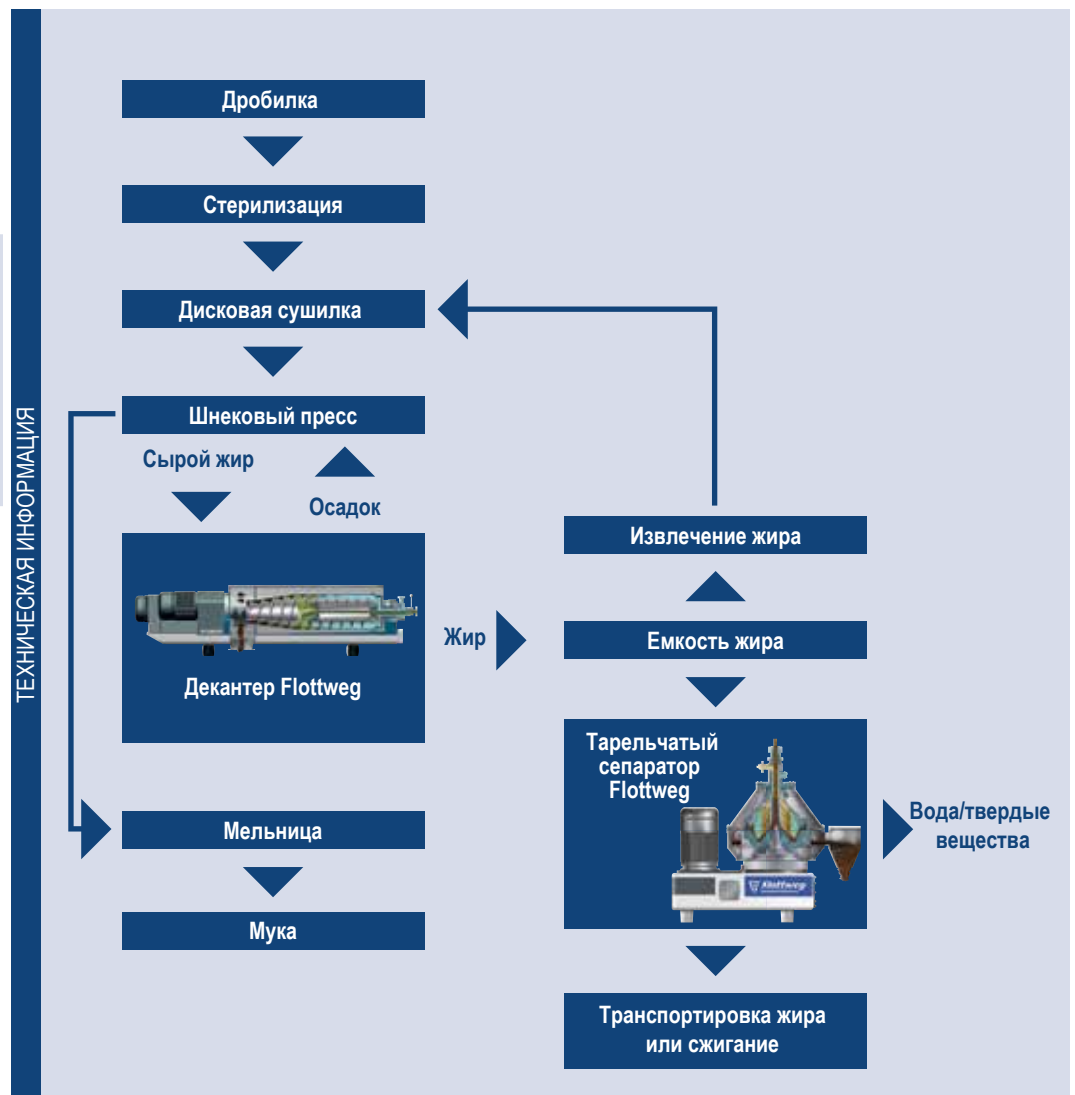 ТЕХНИЧЕСКАЯ ИНФОРМАЦИЯ
Дробилка
Стерилизация
Дисковая сушилка
Шнековый пресс
Сырой жир
Осадок
Декантер Flottweg
Жир
Извлечение жира
Емкость жира
Тарельчатый
сепаратор
Flottweg
Flottweg
Вода/твердые
вещества
Транспортировка жира
или сжигание
Мельница
Мука